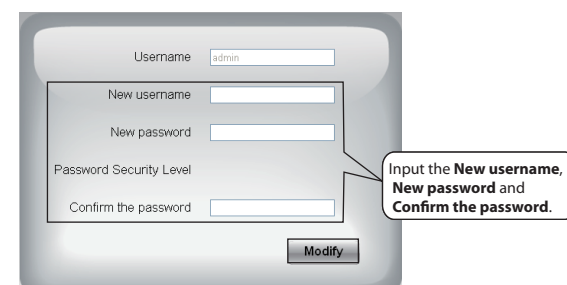 Username admin
New username
New password
Password Security Level
Confirm the password
Modify
Input the New username,
New password and
Confirm the password.